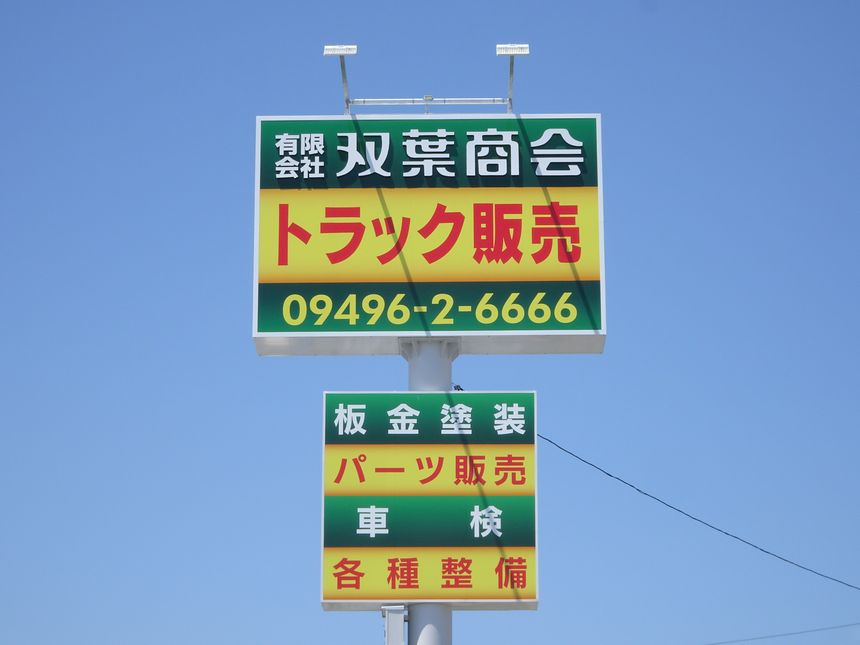 有限会社 双葉商会
トラック販売
09496-2-6666
板金塗装
パーツ販売
車検
各種整備